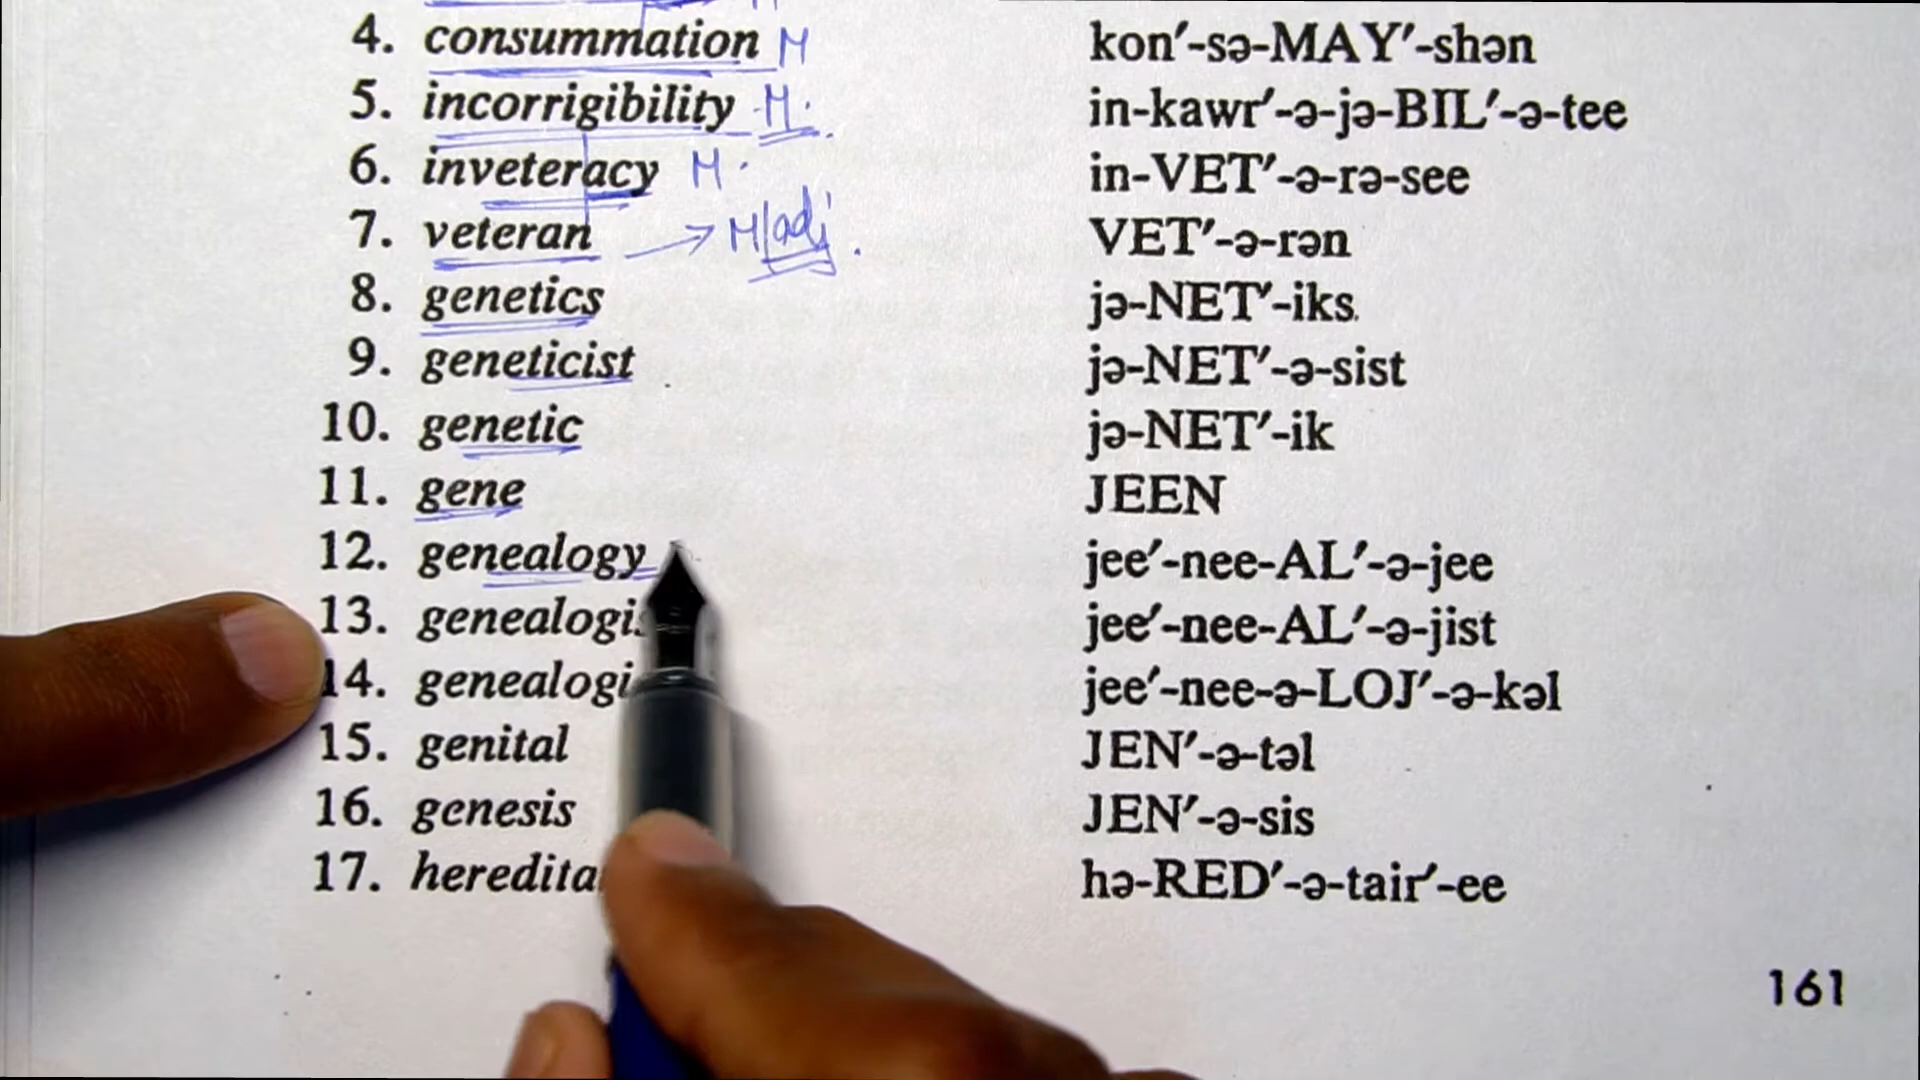 4. consummation N kon′-sə-MAY′-shən
5. incorrigibility N. in-kawr′-ə-jə-BIL′-ə-tee
6. inveteracy N. in-VET′-ə-rə-see
7. veteran → N/adj. VET′-ə-rən
8. genetics jə-NET′-iks
9. geneticist jə-NET′-ə-sist
10. genetic jə-NET′-ik
11. gene JEEN
12. genealogy jee′-nee-AL′-ə-jee
13. jee′-nee-AL′-ə-jist
14. jee′-nee-ə-LOJ′-ə-kəl
15. genital JEN′-ə-təl
16. genesis JEN′-ə-sis
17. hə-RED′-ə-tair′-ee
161